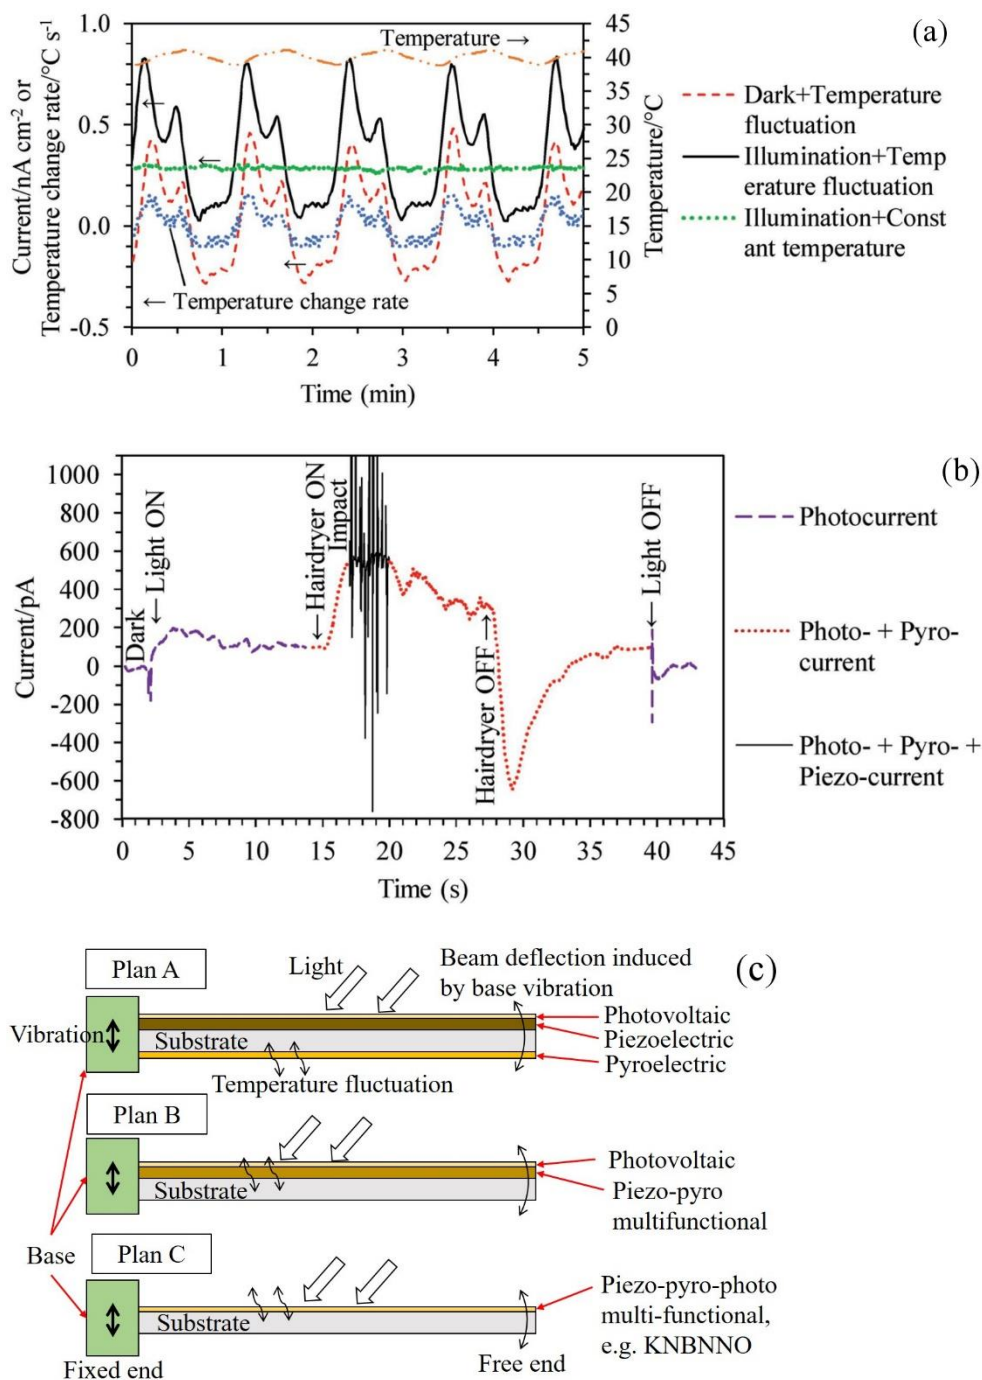 (a)
1.0
0.5
0.0
-0.5
Current/nA cm-2 or
Temperature change rate/°C s-1
Temperature →
← Temperature change rate
45
40
35
30
25
20
15
10
5
0
Temperature/°C
0 1 2 3 4 5
Time (min)
Dark+Temperature
fluctuation
Illumination+Temp
erature fluctuation
Illumination+Const
ant temperature
(b)
1000
800
600
400
200
0
-200
-400
-600
-800
Current/pA
Dark
Light ON
Hairdryer ON
Impact
Hairdryer OFF
Light OFF
0 5 10 15 20 25 30 35 40 45
Time (s)
Photocurrent
Photo- + Pyro-
current
Photo- + Pyro- +
Piezo-current
(c)
Plan A
Light
Beam deflection induced
by base vibration
Vibration
Substrate
Temperature fluctuation
Photovoltaic
Piezoelectric
Pyroelectric
Plan B
Substrate
Photovoltaic
Piezo-pyro
multifunctional
Base
Plan C
Substrate
Piezo-pyro-photo
multi-functional,
e.g. KNBNNO
Fixed end
Free end